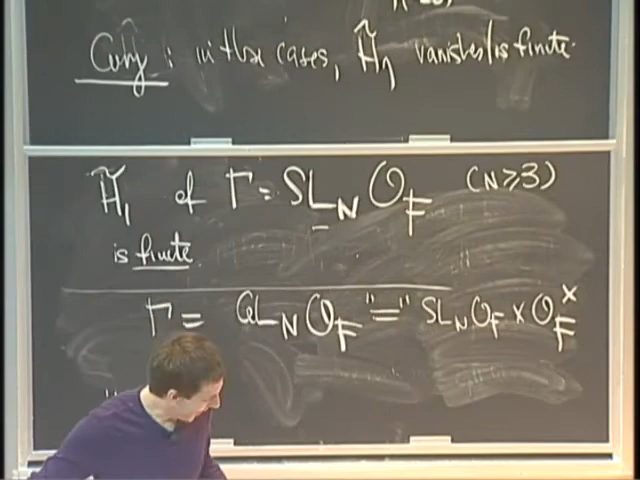 Conj : in these cases, H̃₁ vanishes/is finite.
H̃₁ of Γ = SL_N O_F (N≥3)
is finite.
Γ = GL_N O_F "=" SL_N O_F × O_F^×